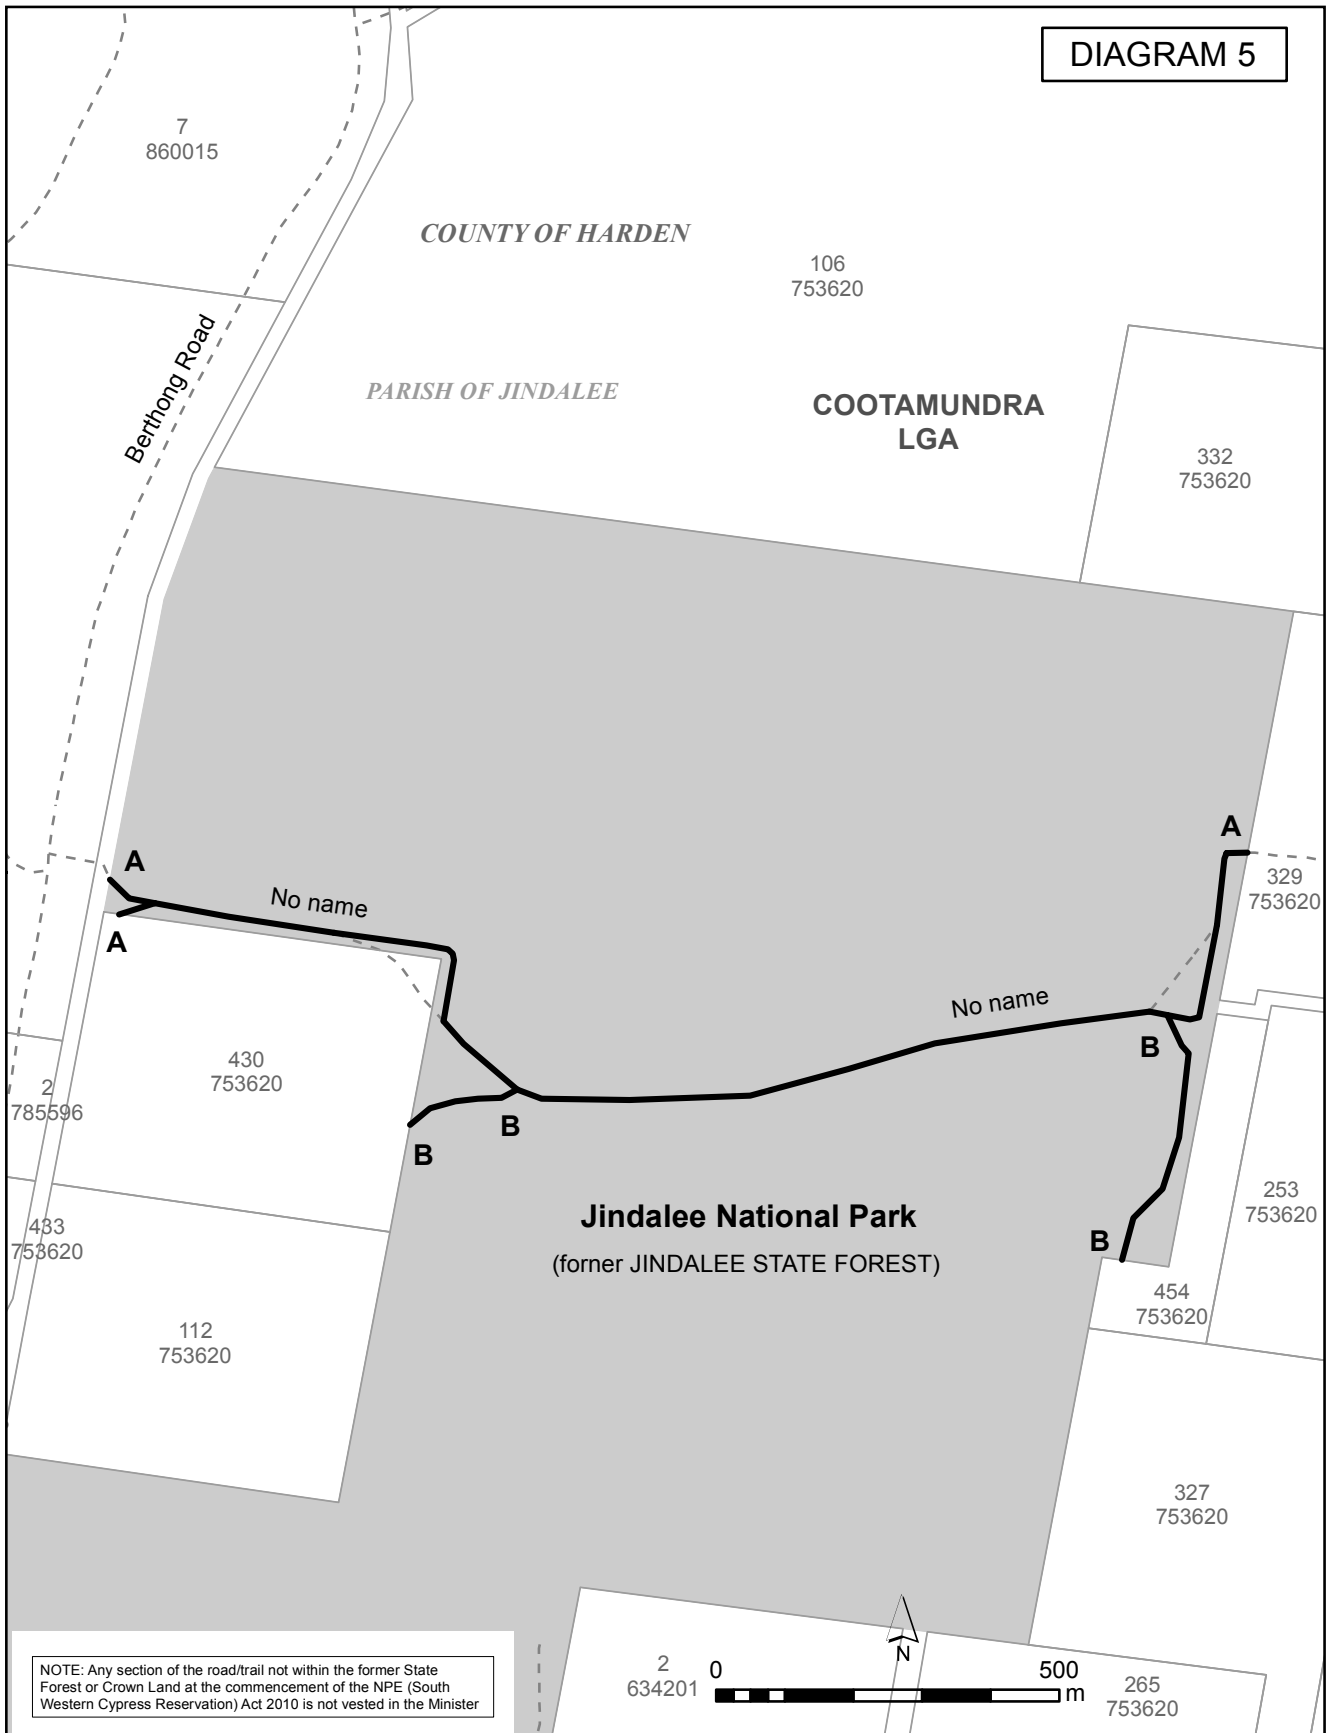 DIAGRAM 5
7
860015
COUNTY OF HARDEN
106
753620
Berthong Road
PARISH OF JINDALEE
COOTAMUNDRA
LGA
332
753620
A
A
329
753620
No name
A
No name
B
430
753620
2
785596
B
B
Jindalee National Park
(forner JINDALEE STATE FOREST)
253
753620
433
753620
B
454
753620
112
753620
327
753620
N
NOTE: Any section of the road/trail not within the former State
Forest or Crown Land at the commencement of the NPE (South
Western Cypress Reservation) Act 2010 is not vested in the Minister
2
634201
0 500
m
265
753620